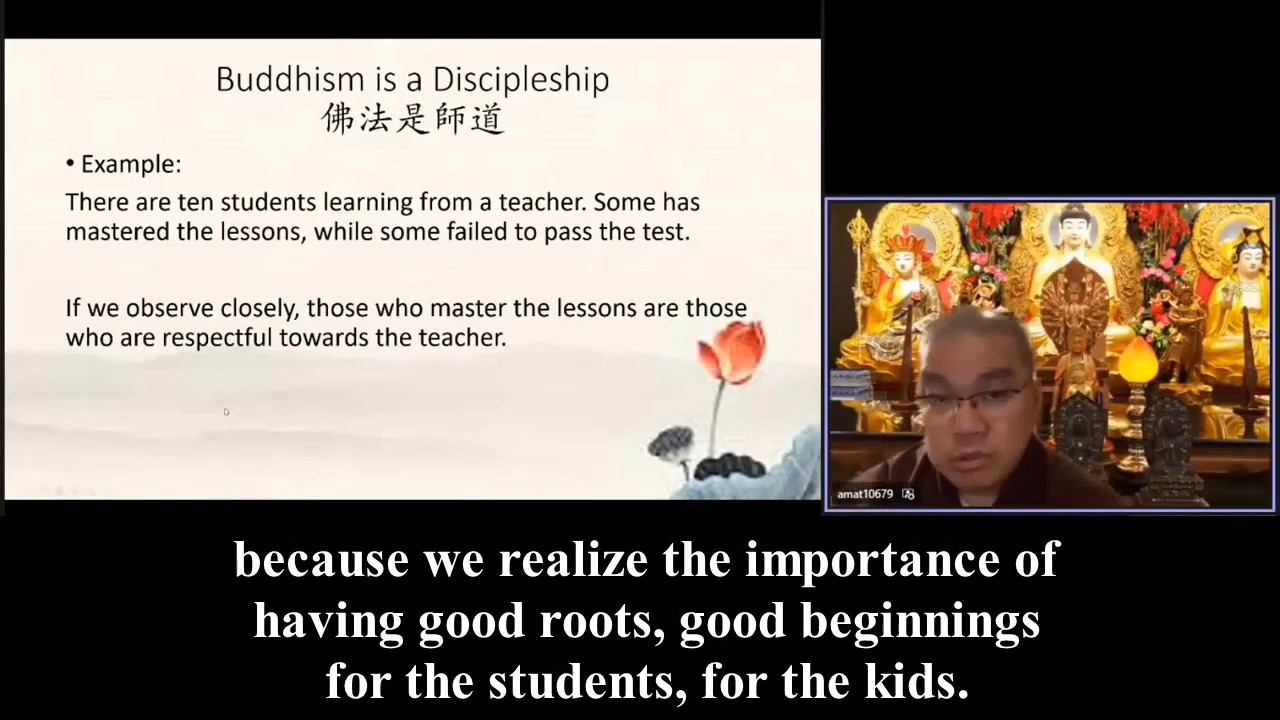 Buddhism is a Discipleship
佛法是師道
• Example:
There are ten students learning from a teacher. Some has
mastered the lessons, while some failed to pass the test.
If we observe closely, those who master the lessons are those
who are respectful towards the teacher.
amat10679
because we realize the importance of
having good roots, good beginnings
for the students, for the kids.